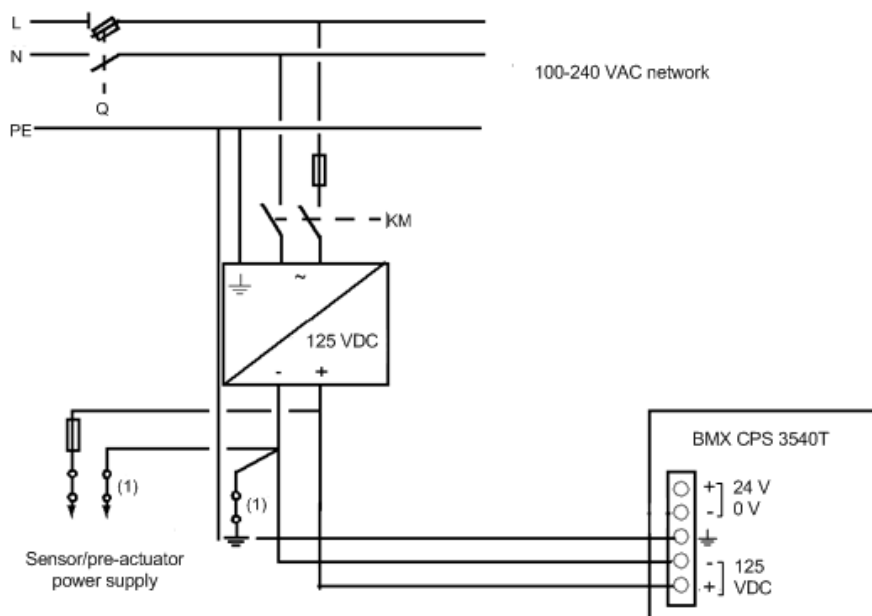 L
N
Q
100-240 VAC network
PE
KM
~
125 VDC
- +
BMX CPS 3540T
+ 24 V
- 0 V
(1)
(1)
- 125
+ VDC
Sensor/pre-actuator
power supply